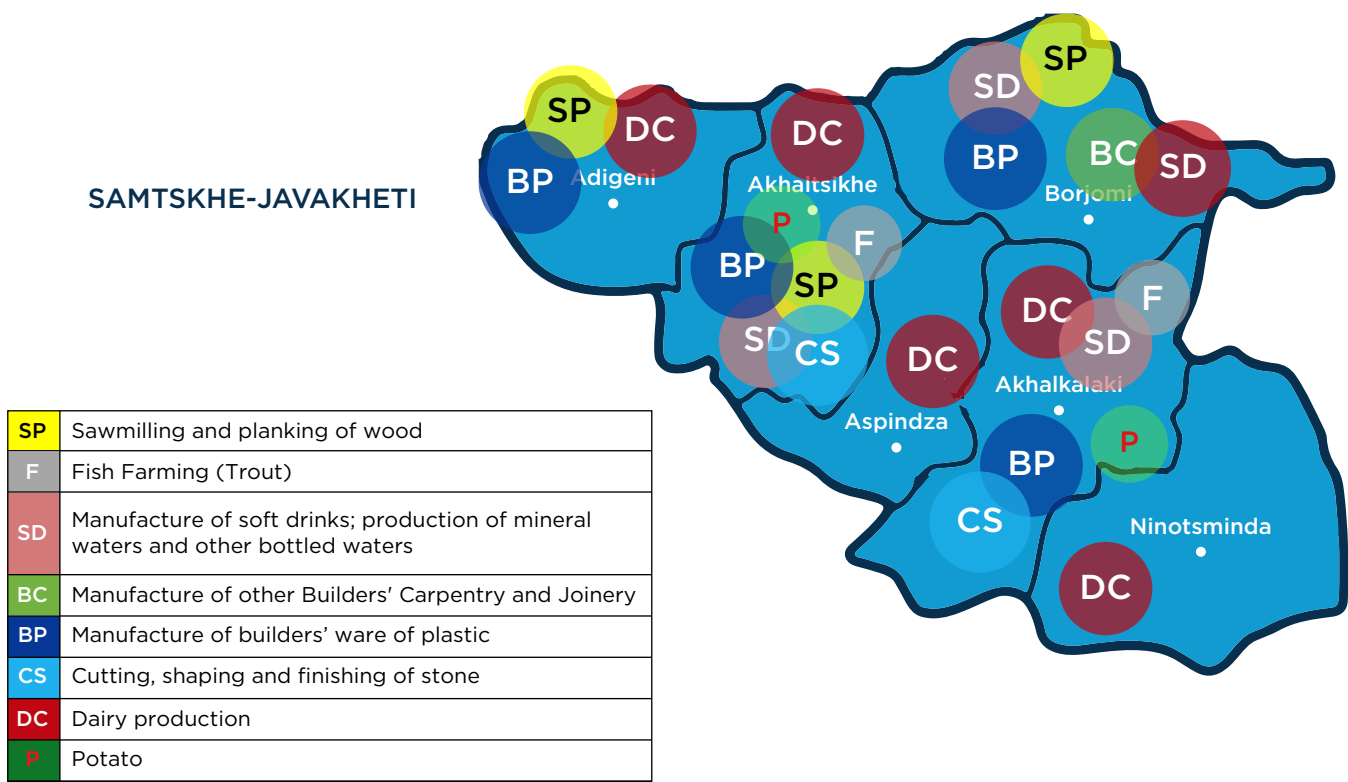 SP
SD
SP
DC
DC
BP
BC
SD
BP
Adigeni
Akhaltsikhe
Borjomi
SAMTSKHE-JAVAKHETI
P
F
BP
SP
F
DC
SD
SD
CS
DC
Akhalkalaki
Aspindza
P
BP
CS
Ninotsminda
DC
SP Sawmilling and planking of wood
F Fish Farming (Trout)
SD Manufacture of soft drinks; production of mineral
waters and other bottled waters
BC Manufacture of other Builders' Carpentry and Joinery
BP Manufacture of builders’ ware of plastic
CS Cutting, shaping and finishing of stone
DC Dairy production
P Potato